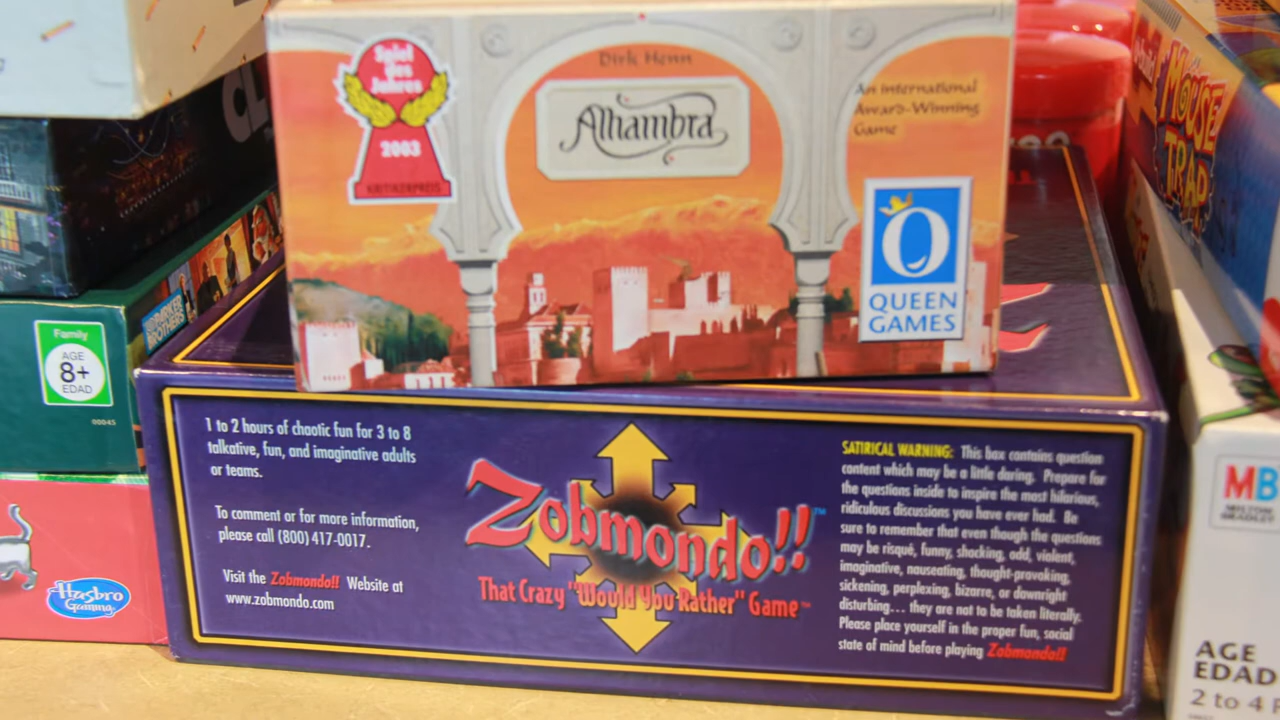 Spiel
des
Jahres
2003
KRITIKERPREIS
Dirk Henn
Alhambra
An international
Award-Winning
Game
QUEEN
GAMES
MOUSE
TRAP
CL
Family
AGE
8+
EDAD
00045
PARKER
BROTHERS
Hasbro
Gaming
1 to 2 hours of chaotic fun for 3 to 8
talkative, fun, and imaginative adults
or teams.
To comment or for more information,
please call (800) 417-0017.
Visit the Zobmondo!! Website at
www.zobmondo.com
Zobmondo!!™
That Crazy "Would You Rather" Game™
SATIRICAL WARNING: This box contains question
content which may be a little daring. Prepare for
the questions inside to inspire the most hilarious,
ridiculous discussions you have ever had. Be
sure to remember that even though the questions
may be risqué, funny, shocking, odd, violent,
imaginative, nauseating, thought-provoking,
sickening, perplexing, bizarre, or downright
disturbing... they are not to be taken literally.
Please place yourself in the proper fun, social
state of mind before playing Zobmondo!!
MB
MILTON
BRADLEY
AGE
EDAD
2 to 4